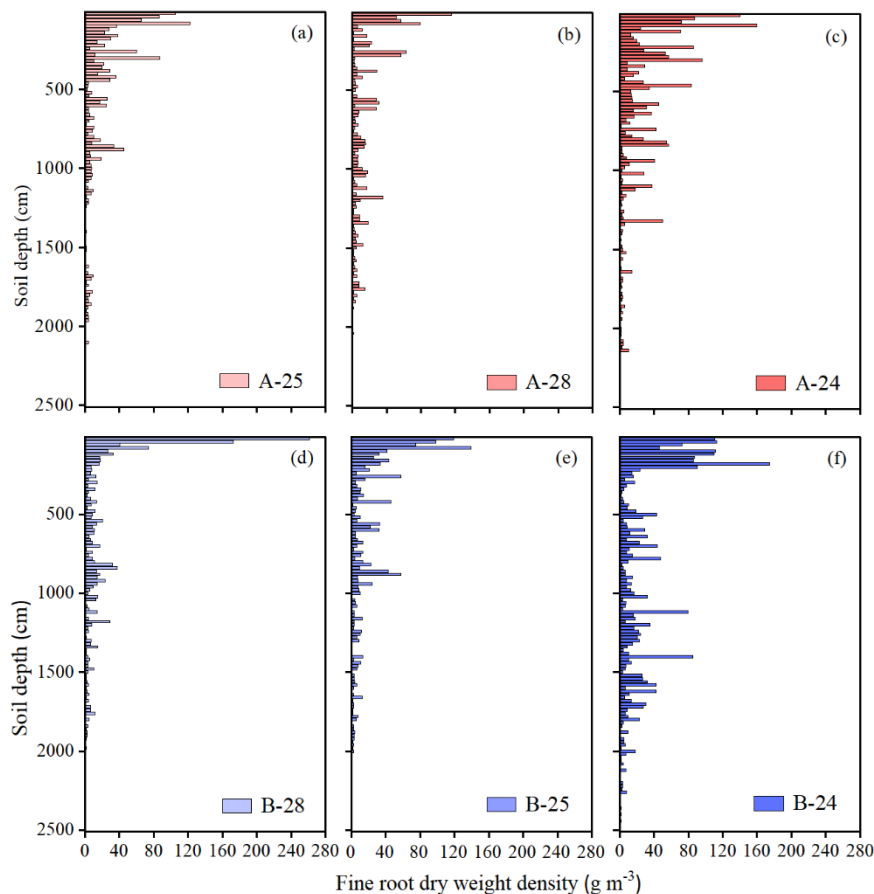 (a)
(b)
(c)
500
1000
1500
2000
2500
Soil depth (cm)
A-25
A-28
A-24
(d)
(e)
(f)
500
1000
1500
2000
2500
Soil depth (cm)
B-28
B-25
B-24
0 40 80 120 160 200 240 280
0 40 80 120 160 200 240 280
0 40 80 120 160 200 240 280
Fine root dry weight density (g m⁻³)